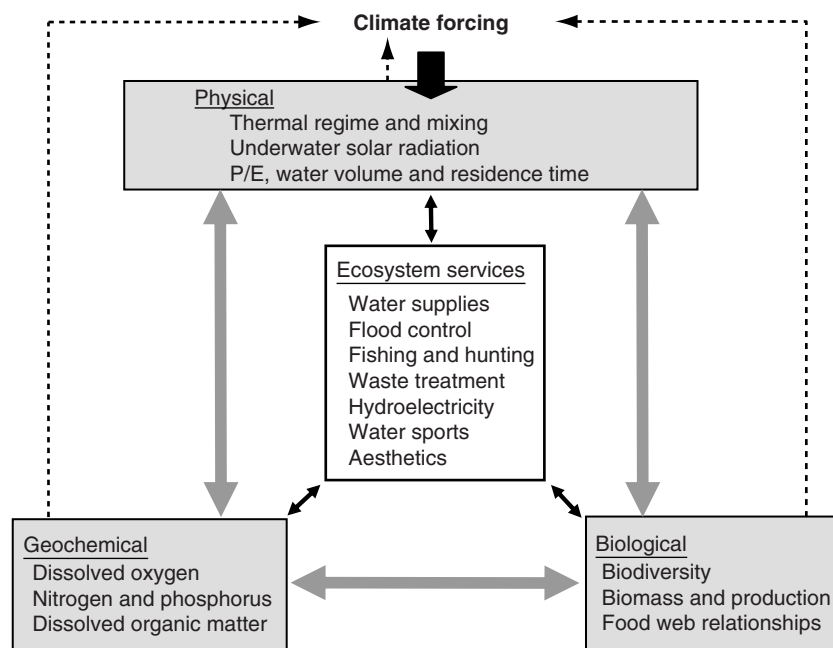 Climate forcing
Physical
Thermal regime and mixing
Underwater solar radiation
P/E, water volume and residence time
Ecosystem services
Water supplies
Flood control
Fishing and hunting
Waste treatment
Hydroelectricity
Water sports
Aesthetics
Geochemical
Dissolved oxygen
Nitrogen and phosphorus
Dissolved organic matter
Biological
Biodiversity
Biomass and production
Food web relationships